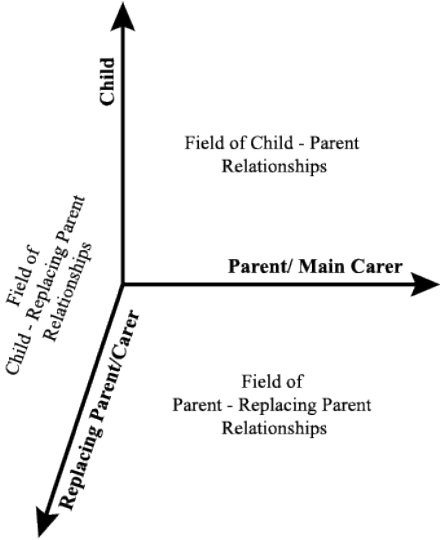 Child
Field of Child - Parent
Relationships
Field of
Child - Replacing Parent
Relationships
Parent/ Main Carer
Replacing Parent/Carer
Field of
Parent - Replacing Parent
Relationships